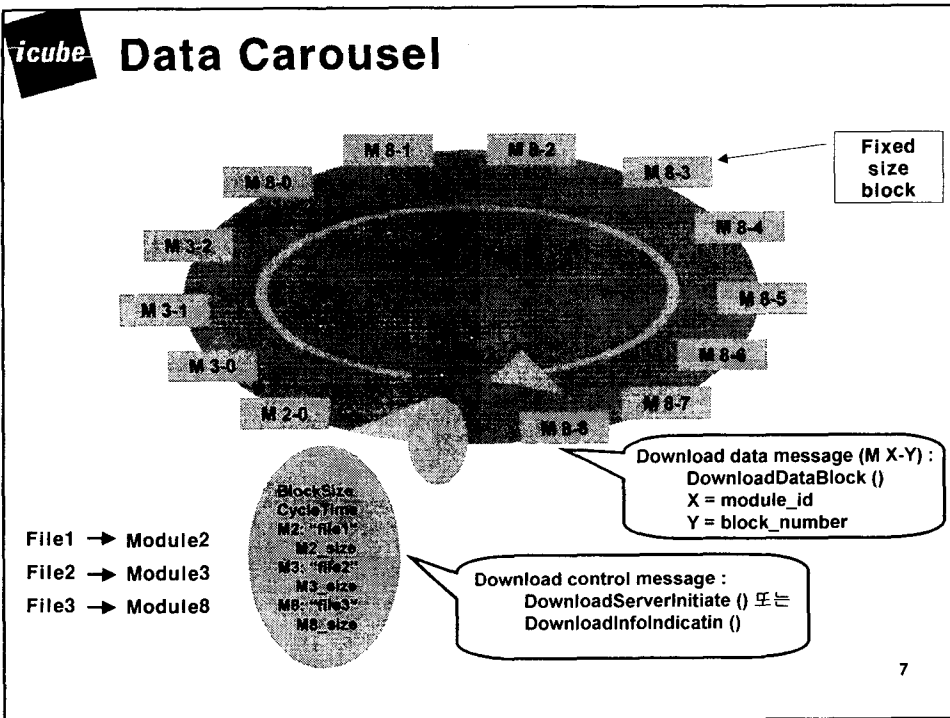 icube Data Carousel
M 8-1
M 8-2
M 8-3
Fixed
size
block
M 8-0
M 8-4
M 3-2
M 8-5
M 3-1
M 8-6
M 3-0
M 8-7
M 2-0
M 8-8
Download data message (M X-Y) :
DownloadDataBlock ()
X = module_id
Y = block_number
BlockSize
CycleTime
M2: "file1"
M2_size
M3: "file2"
M3_size
M8: "file3"
M8_size
File1 → Module2
File2 → Module3
File3 → Module8
Download control message :
DownloadServerInitiate () 또는
DownloadInfoIndicatin ()
7